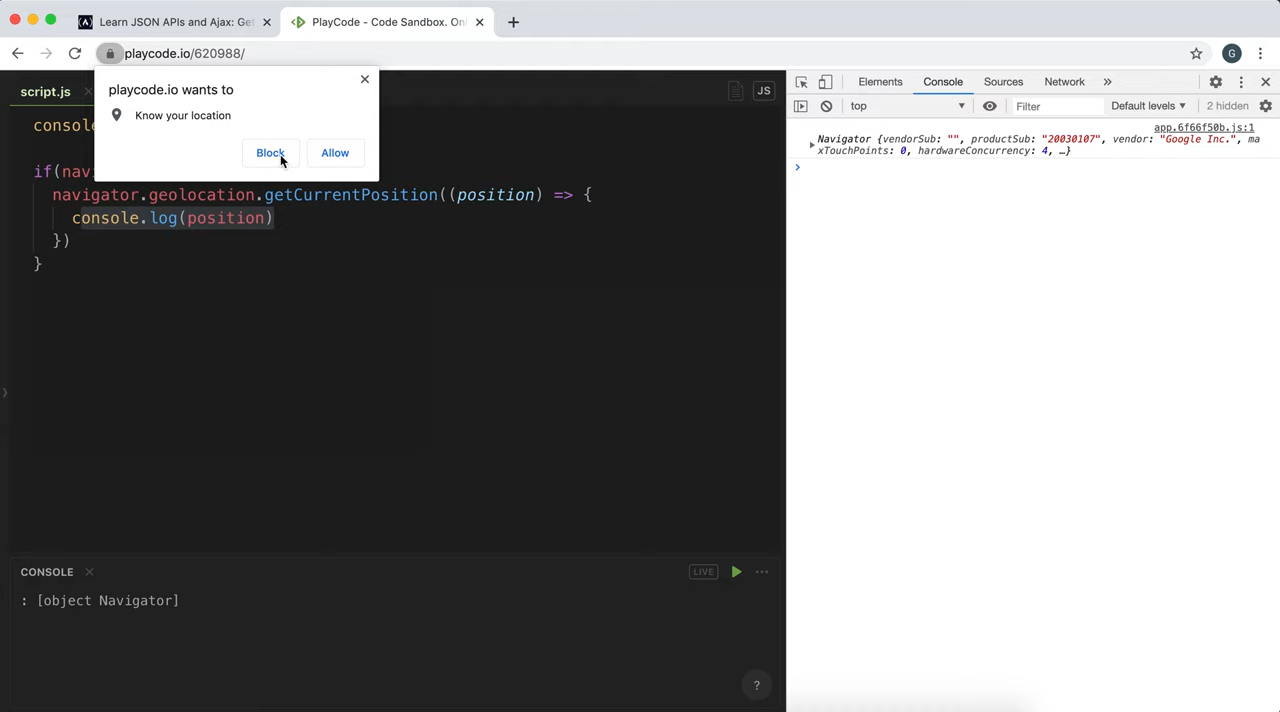 Learn JSON APIs and Ajax: Ge
PlayCode - Code Sandbox. On
playcode.io/620988/
G
playcode.io wants to
Know your location
Block
Allow
script.js
JS
consol
if(nav
navigator.geolocation.getCurrentPosition((position) => {
console.log(position)
})
}
CONSOLE
LIVE
: [object Navigator]
?
Elements
Console
Sources
Network
»
top
Filter
Default levels
2 hidden
app.6f66f50b.js:1
Navigator {vendorSub: "", productSub: "20030107", vendor: "Google Inc.", ma
xTouchPoints: 0, hardwareConcurrency: 4, …}